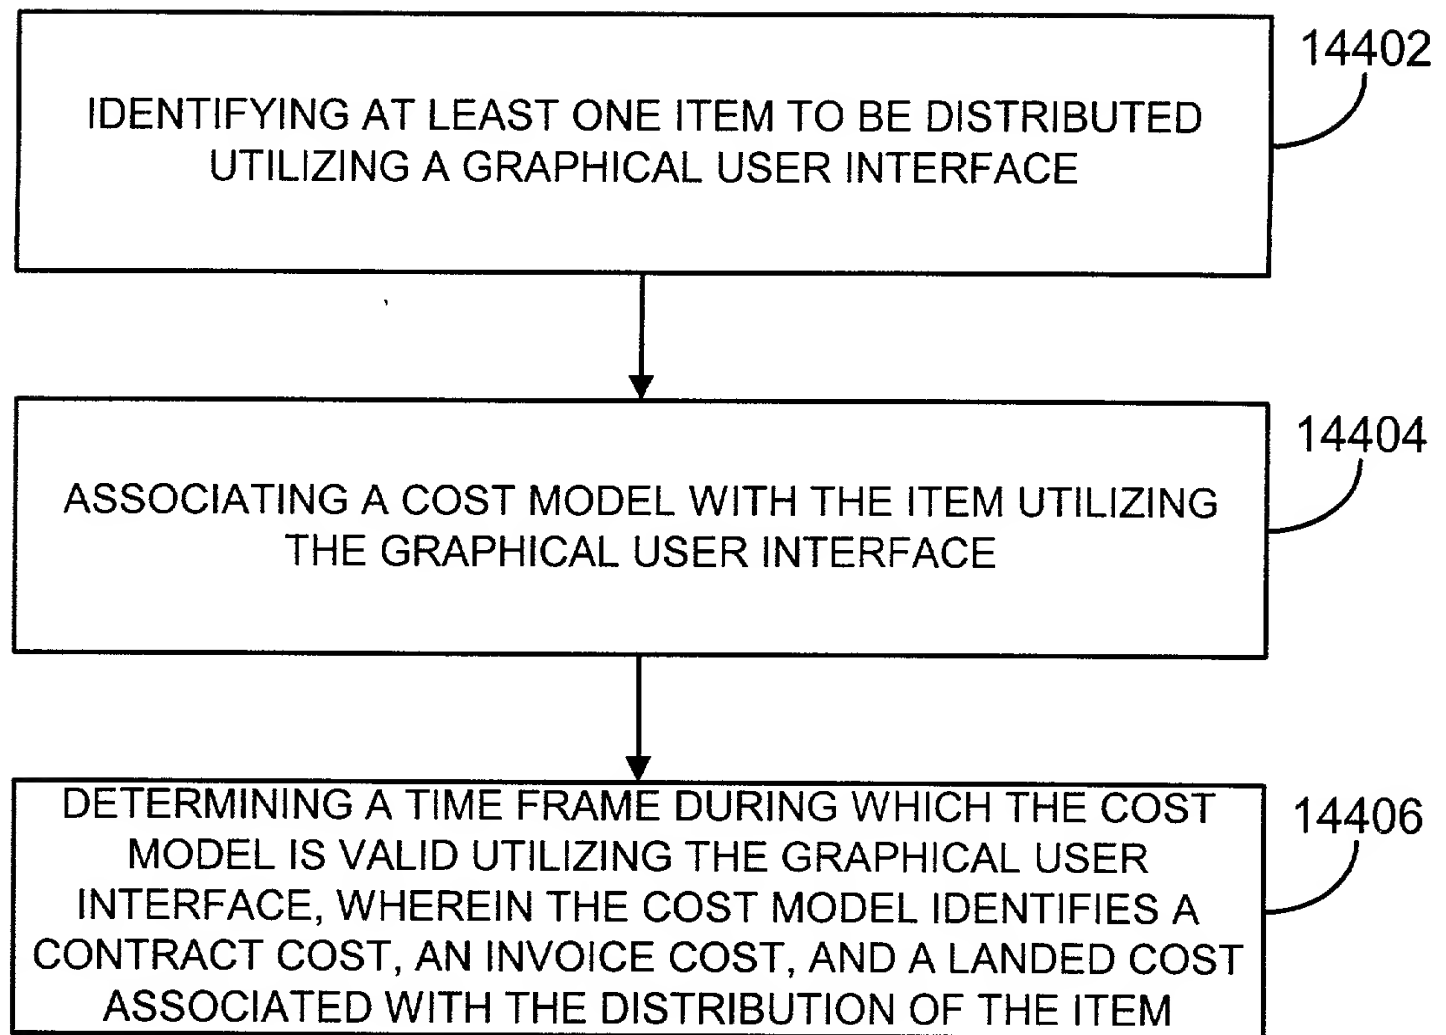 14402
IDENTIFYING AT LEAST ONE ITEM TO BE DISTRIBUTED
UTILIZING A GRAPHICAL USER INTERFACE
14404
ASSOCIATING A COST MODEL WITH THE ITEM UTILIZING
THE GRAPHICAL USER INTERFACE
14406
DETERMINING A TIME FRAME DURING WHICH THE COST
MODEL IS VALID UTILIZING THE GRAPHICAL USER
INTERFACE, WHEREIN THE COST MODEL IDENTIFIES A
CONTRACT COST, AN INVOICE COST, AND A LANDED COST
ASSOCIATED WITH THE DISTRIBUTION OF THE ITEM